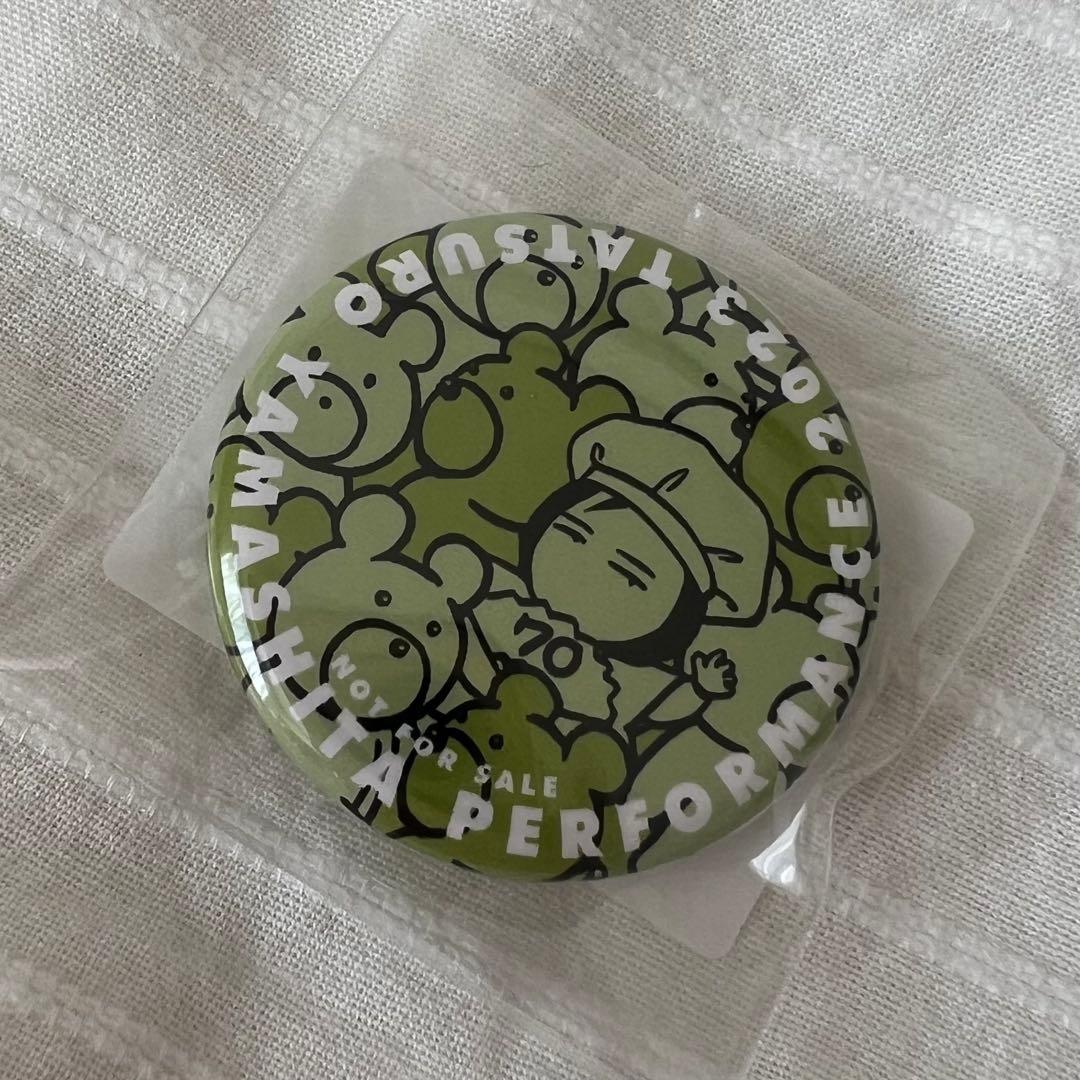 TATSURO YAMASHITA PERFORMANCE 2023
70
NOT FOR SALE